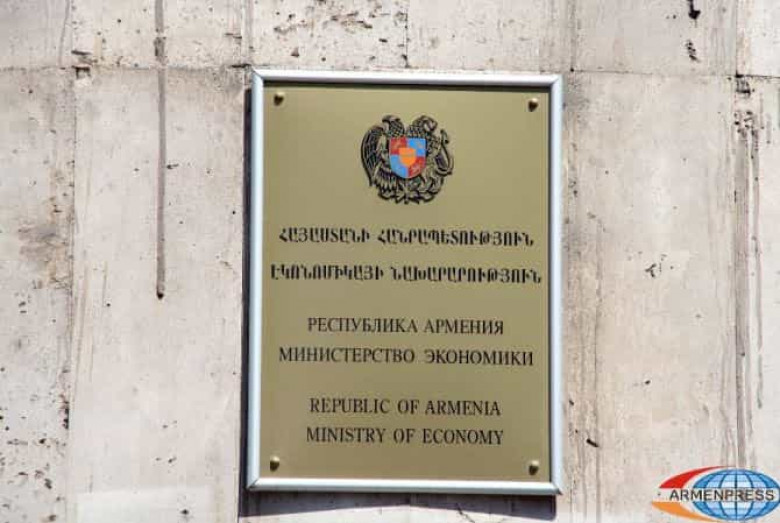 ՀԱՅԱՍՏԱՆԻ ՀԱՆՐԱՊԵՏՈՒԹՅՈՒՆ
ԷԿՈՆՈՄԻԿԱՅԻ ՆԱԽԱՐԱՐՈՒԹՅՈՒՆ
РЕСПУБЛИКА АРМЕНИЯ
МИНИСТЕРСТВО ЭКОНОМИКИ
REPUBLIC OF ARMENIA
MINISTRY OF ECONOMY
ARMENPRESS